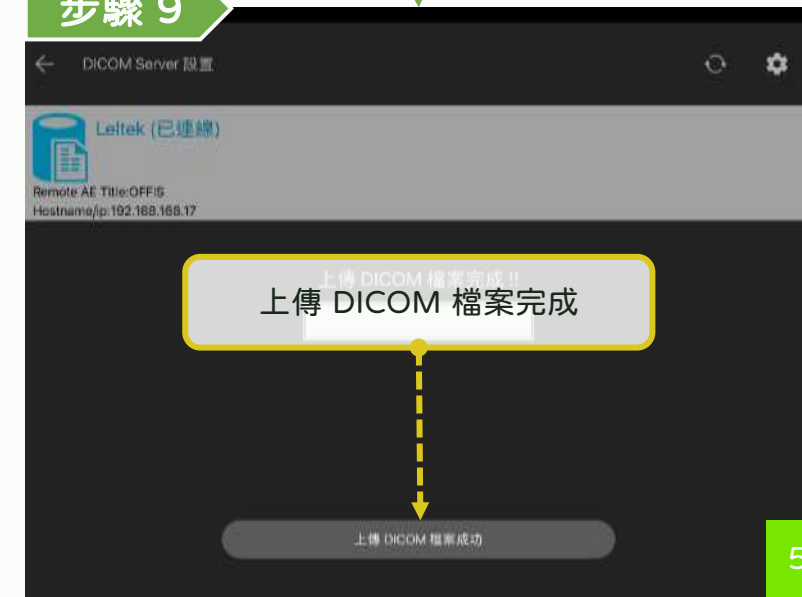 步驟 9
DICOM Server 設置
Leltek (已連線)
Remote AE Title:OFFIS
Hostname/ip:192.168.168.17
上傳 DICOM 檔案完成 !!
上傳 DICOM 檔案完成
上傳 DICOM 檔案成功
5